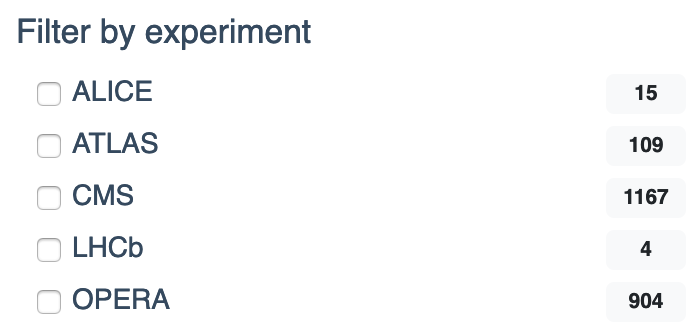 Filter by experiment
ALICE 15
ATLAS 109
CMS 1167
LHCb 4
OPERA 904